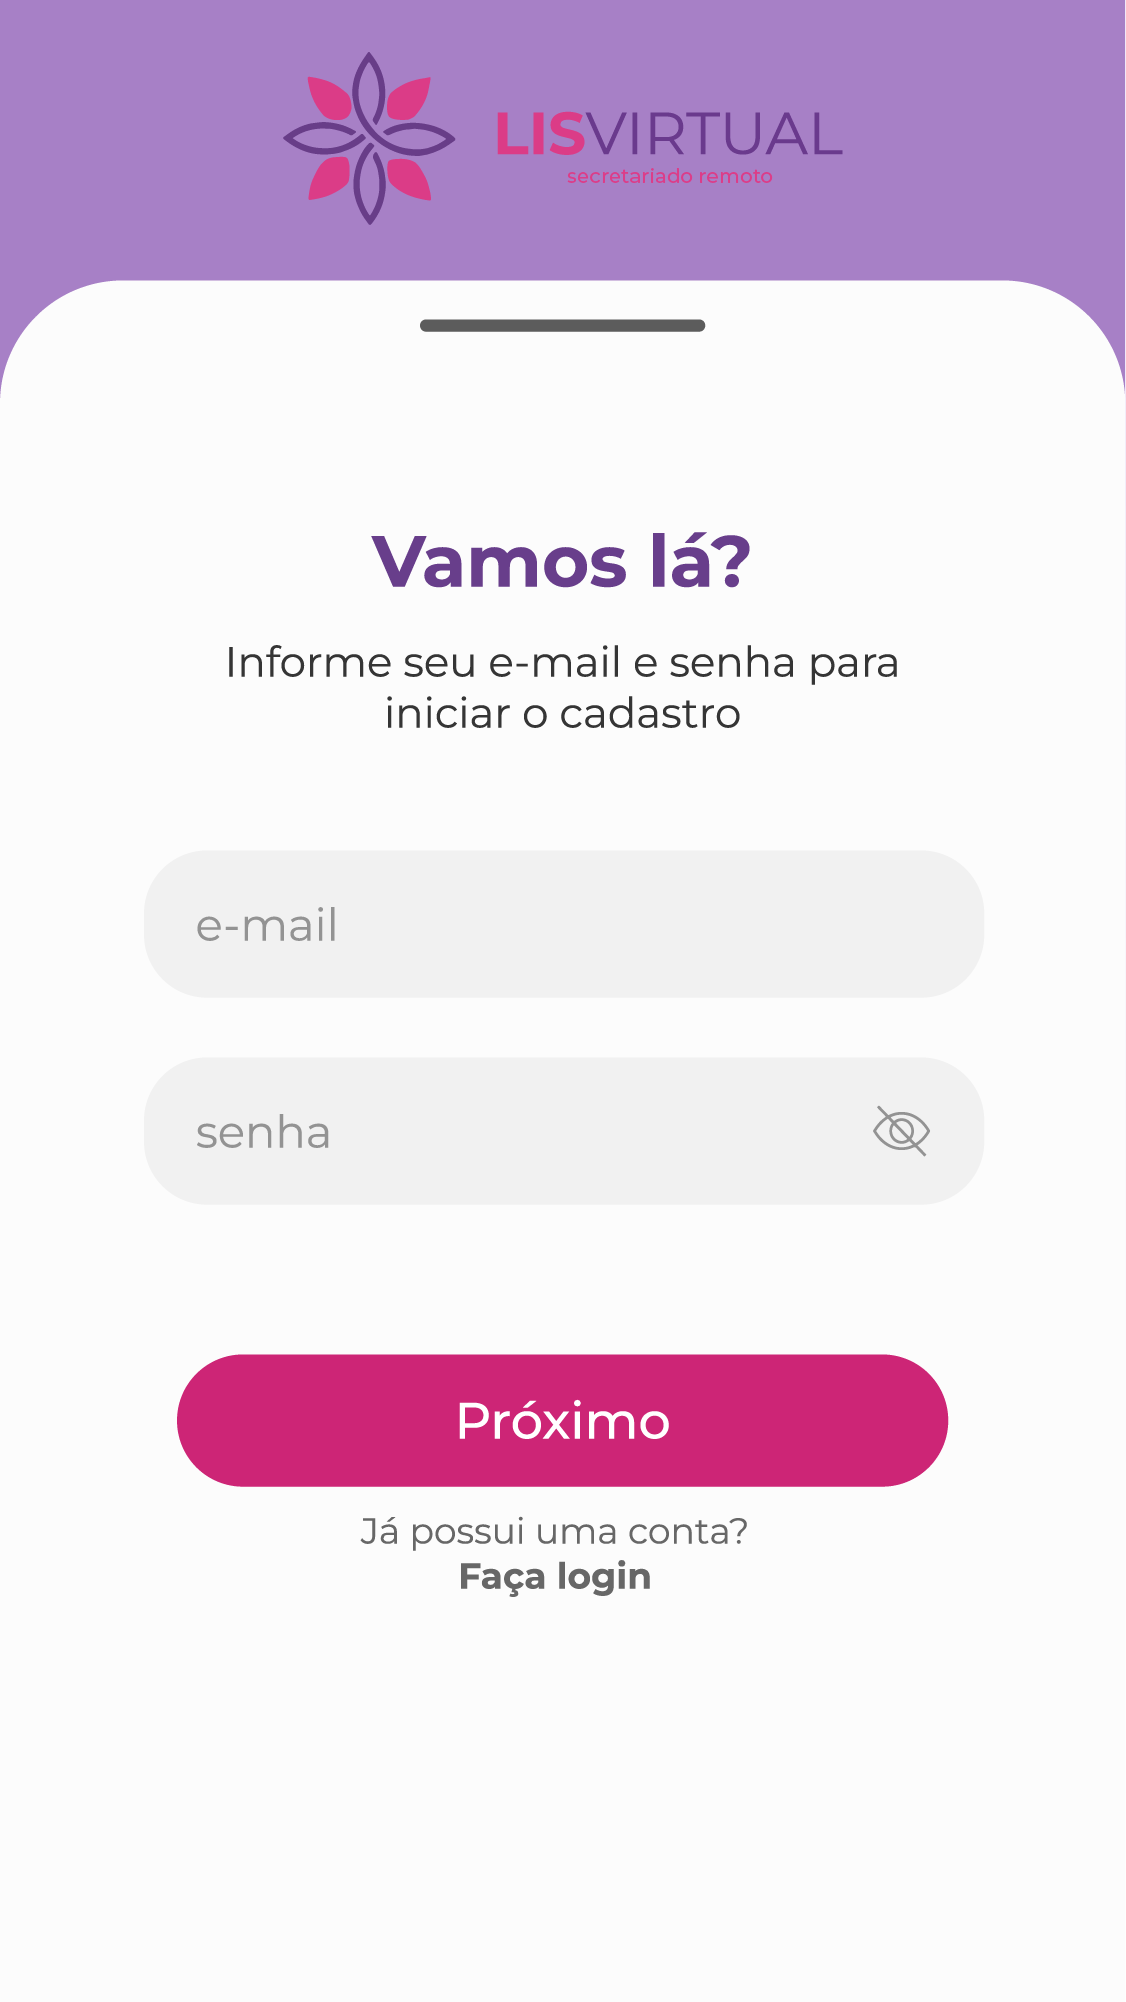 LISVIRTUAL
secretariado remoto
Vamos lá?
Informe seu e-mail e senha para
iniciar o cadastro
e-mail
senha
Próximo
Já possui uma conta?
Faça login